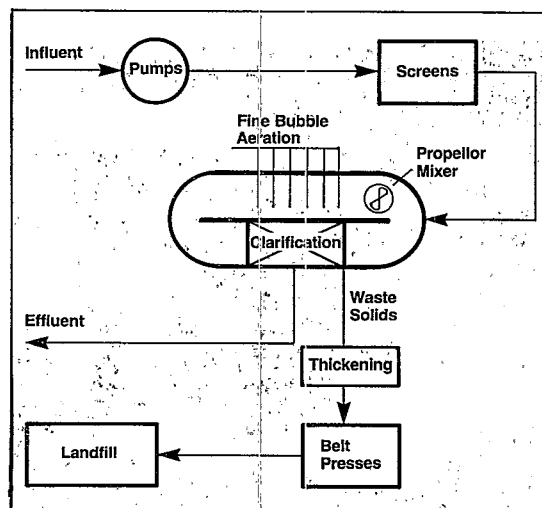 Influent
Pumps
Screens
Fine Bubble
Aeration
Propellor
Mixer
Clarification
Waste
Solids
Effluent
Thickening
Landfill
Belt
Presses